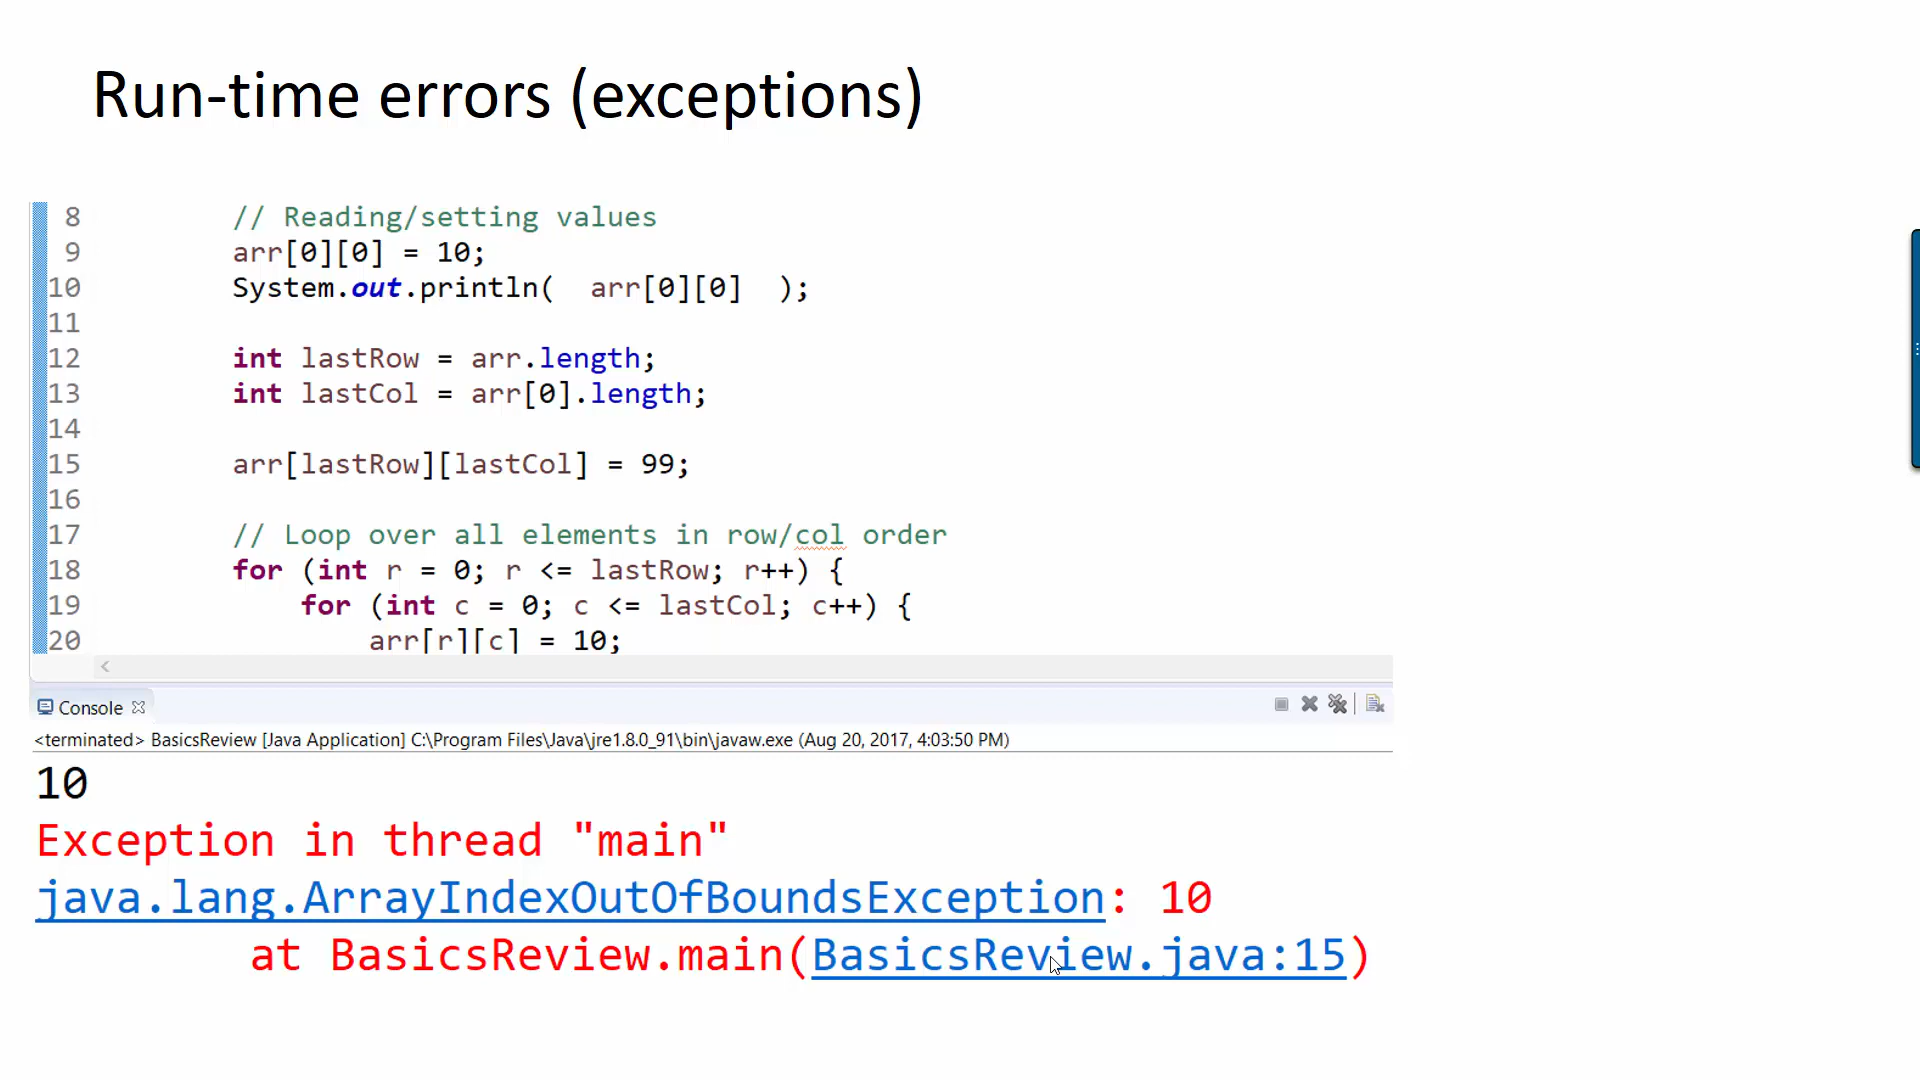 Run-time errors (exceptions)
8 // Reading/setting values
9 arr[0][0] = 10;
10 System.out.println(  arr[0][0]  );
11
12 int lastRow = arr.length;
13 int lastCol = arr[0].length;
14
15 arr[lastRow][lastCol] = 99;
16
17 // Loop over all elements in row/col order
18 for (int r = 0; r <= lastRow; r++) {
19 for (int c = 0; c <= lastCol; c++) {
20 arr[r][c] = 10;
Console
<terminated> BasicsReview [Java Application] C:\Program Files\Java\jre1.8.0_91\bin\javaw.exe (Aug 20, 2017, 4:03:50 PM)
10
Exception in thread "main"
java.lang.ArrayIndexOutOfBoundsException: 10
at BasicsReview.main(BasicsReview.java:15)